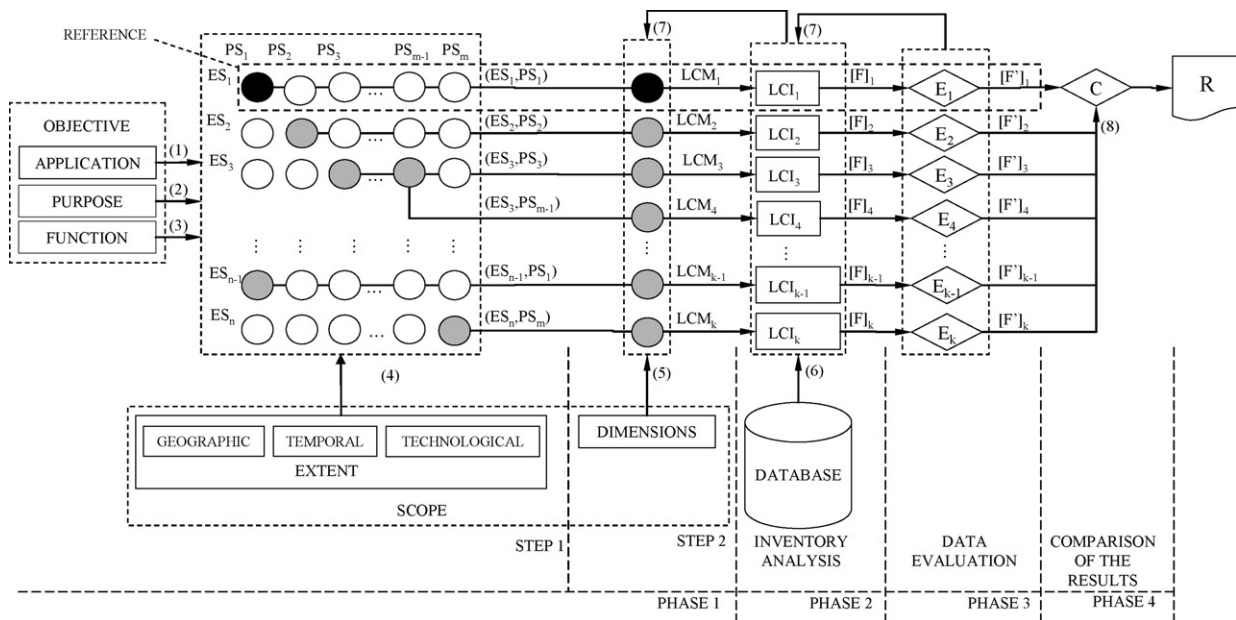 (7) (7)
REFERENCE PS1 PS2 PS3 PSm-1 PSm
ES1 ... (ES1,PS1) LCM1 LCI1 [F]1 E1 [F']1 C R
OBJECTIVE ES2 ... (ES2,PS2) LCM2 LCI2 [F]2 E2 [F']2 (8)
APPLICATION (1) ES3 ... (ES3,PS3) LCM3 LCI3 [F]3 E3 [F']3
PURPOSE (2) (ES3,PSm-1) LCM4 LCI4 [F]4 E4 [F']4
FUNCTION (3)
ESn-1 ... (ESn-1,PS1) LCMk-1 LCIk-1 [F]k-1 Ek-1 [F']k-1
ESn ... (ESn,PSm) LCMk LCIk [F]k Ek [F']k
(4) (5) (6)
GEOGRAPHIC TEMPORAL TECHNOLOGICAL DIMENSIONS
EXTENT DATABASE
SCOPE
STEP 1 STEP 2
INVENTORY
ANALYSIS
DATA
EVALUATION
COMPARISON
OF THE
RESULTS
PHASE 1 PHASE 2 PHASE 3 PHASE 4